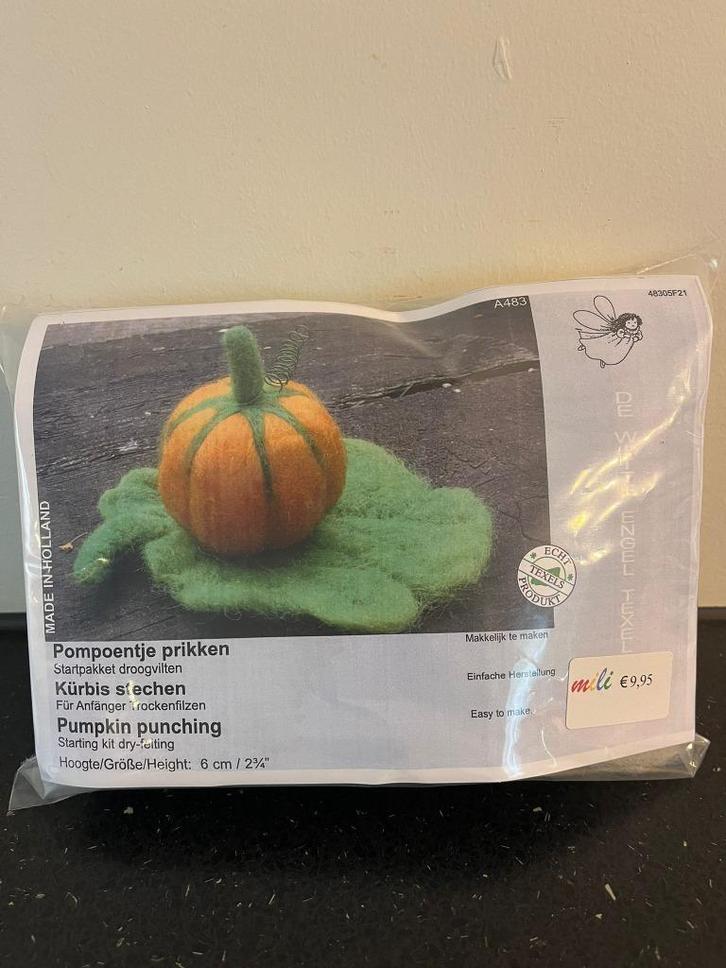 A483
48305F21
DE WITTE ENGEL TEXEL
MADE IN HOLLAND
ECHT
TEXELS
PRODUKT
Pompoentje prikken
Startpakket droogvilten
Makkelijk te maken
Kürbis stechen
Für Anfänger Trockenfilzen
Einfache Herstellung
Pumpkin punching
Starting kit dry-felting
Easy to make
Hoogte/Größe/Height: 6 cm / 2¾"
mili €9,95